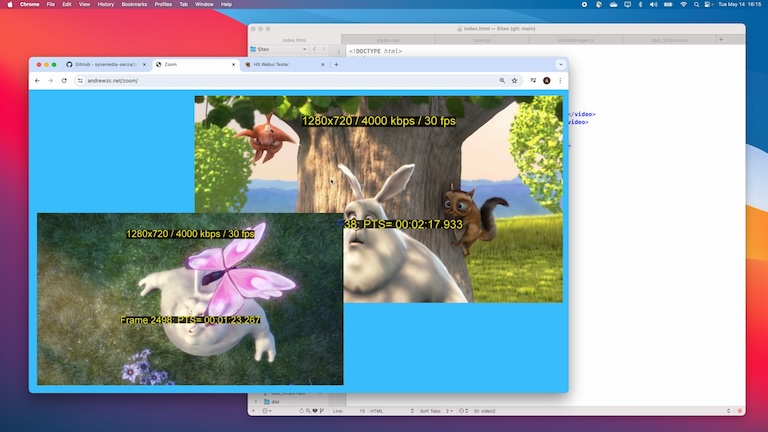 Chrome File Edit View History Bookmarks Profiles Tab Window Help
Tue May 14 16:15
index.html — Sites (git: main)
index.html
Sites
1 <!DOCTYPE html>
GitHub - synamedia-senza/
Zoom
HS Webui Tester
andrewzc.net/zoom/
</video>
video>
1280x720 / 4000 kbps / 30 fps
38: PTS= 00:02:17.933
1280x720 / 4000 kbps / 30 fps
Frame 2498: PTS= 00:01:23.267
dist
Line: 15 HTML Soft Tabs: 2 ID: video2